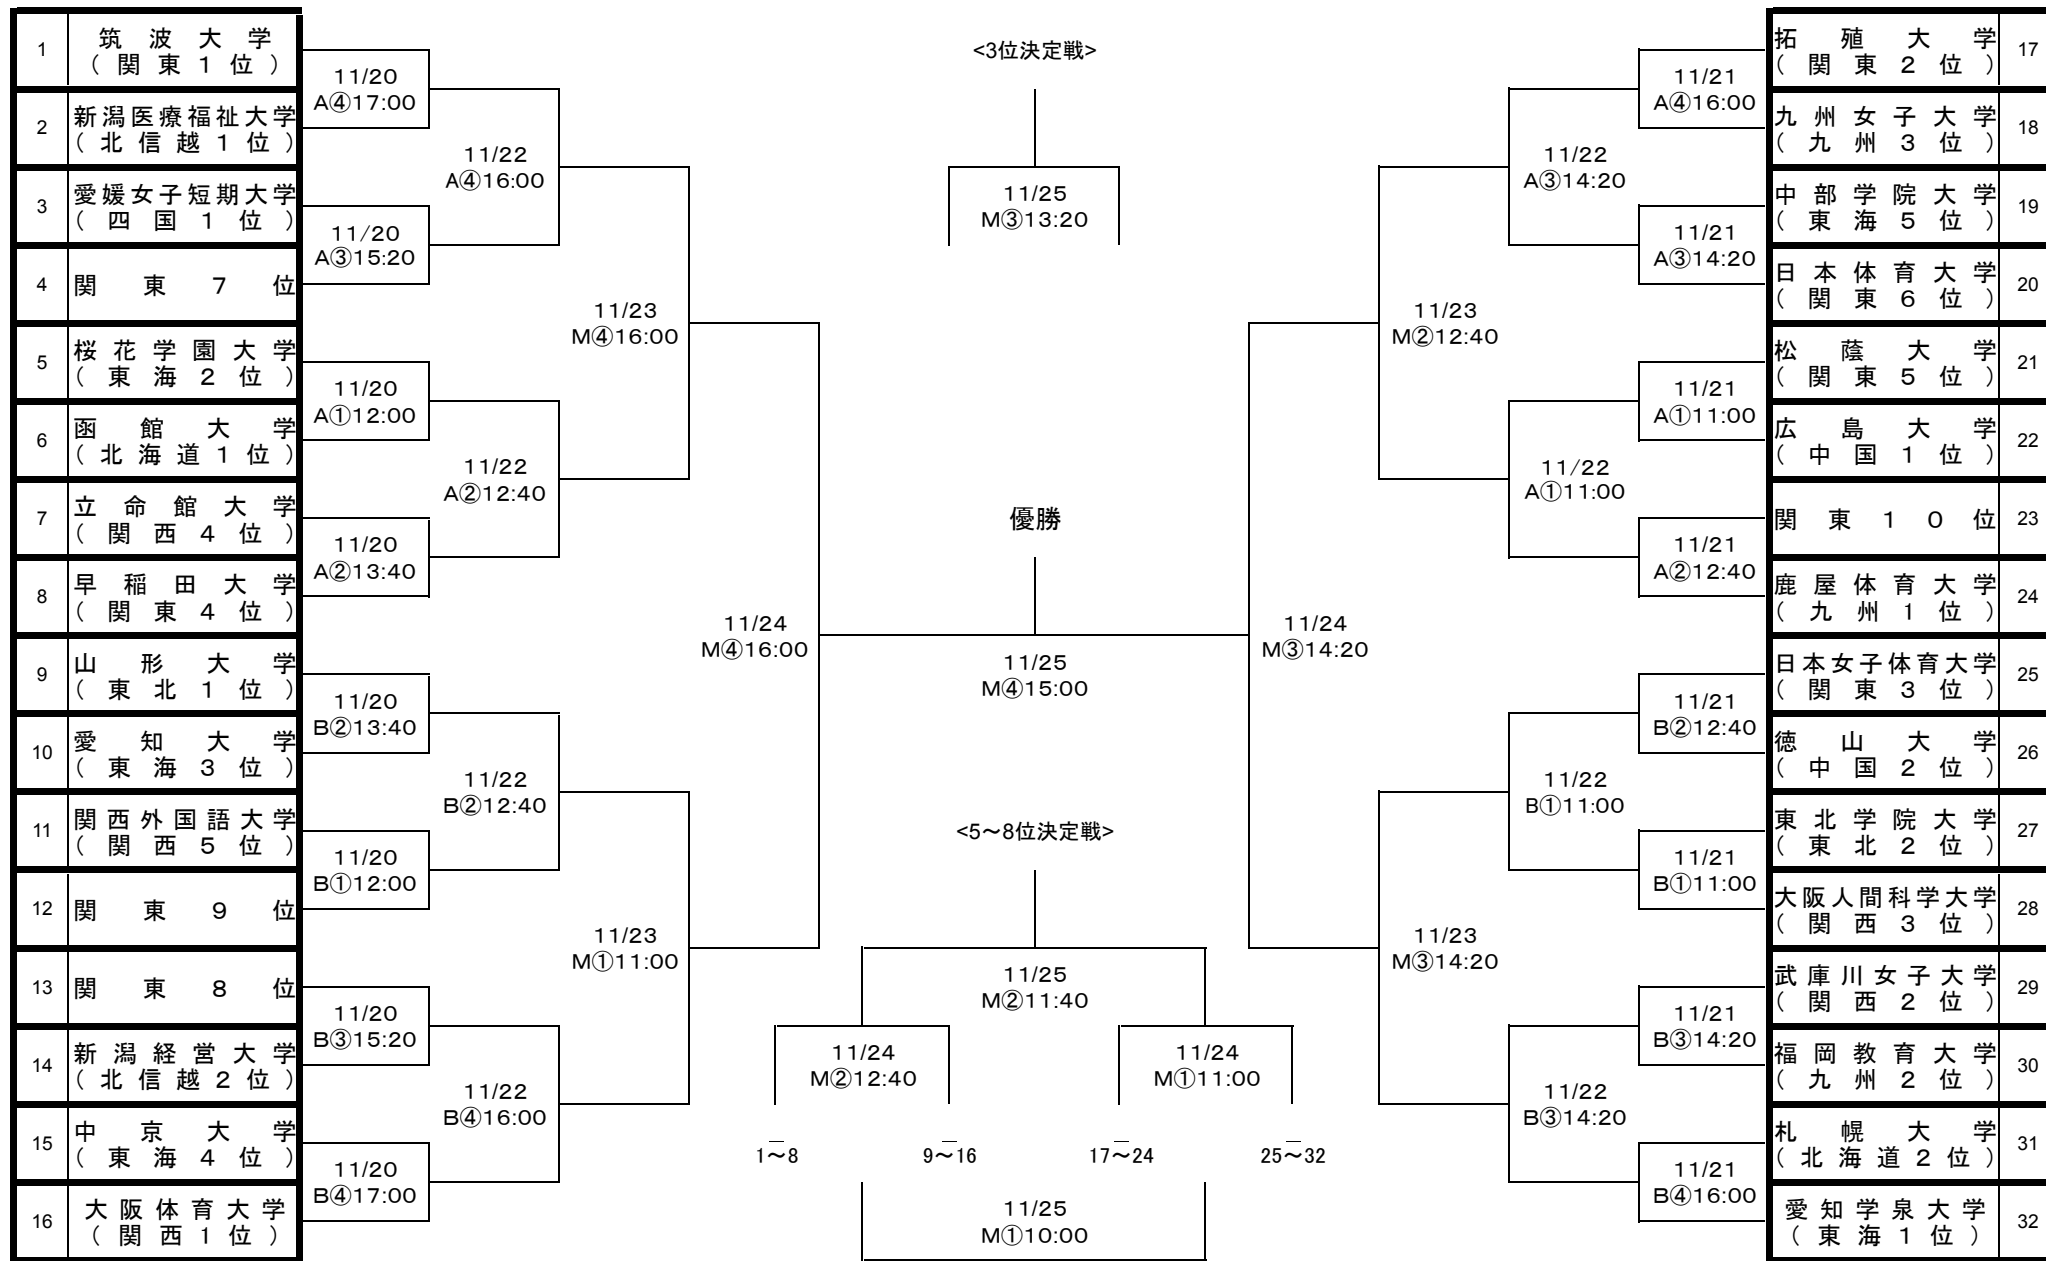 1
筑波大学
(関東1位)
2
新潟医療福祉大学
(北信越1位)
3
愛媛女子短期大学
(四国1位)
4
関東7位
5
桜花学園大学
(東海2位)
6
函館大学
(北海道1位)
7
立命館大学
(関西4位)
8
早稲田大学
(関東4位)
9
山形大学
(東北1位)
10
愛知大学
(東海3位)
11
関西外国語大学
(関西5位)
12
関東9位
13
関東8位
14
新潟経営大学
(北信越2位)
15
中京大学
(東海4位)
16
大阪体育大学
(関西1位)
11/20
A④17:00
11/20
A③15:20
11/20
A①12:00
11/20
A②13:40
11/20
B②13:40
11/20
B①12:00
11/20
B③15:20
11/20
B④17:00
11/22
A④16:00
11/22
A②12:40
11/22
B②12:40
11/22
B④16:00
11/23
M④16:00
11/23
M①11:00
11/24
M④16:00
<3位決定戦>
11/25
M③13:20
優勝
11/25
M④15:00
<5～8位決定戦>
11/25
M②11:40
11/24
M②12:40
11/24
M①11:00
1～8
9～16
17～24
25～32
11/25
M①10:00
11/24
M③14:20
11/23
M②12:40
11/23
M③14:20
11/22
A③14:20
11/22
A①11:00
11/22
B①11:00
11/22
B③14:20
11/21
A④16:00
11/21
A③14:20
11/21
A①11:00
11/21
A②12:40
11/21
B②12:40
11/21
B①11:00
11/21
B③14:20
11/21
B④16:00
拓殖大学
(関東2位)
17
九州女子大学
(九州3位)
18
中部学院大学
(東海5位)
19
日本体育大学
(関東6位)
20
松蔭大学
(関東5位)
21
広島大学
(中国1位)
22
関東10位
23
鹿屋体育大学
(九州1位)
24
日本女子体育大学
(関東3位)
25
徳山大学
(中国2位)
26
東北学院大学
(東北2位)
27
大阪人間科学大学
(関西3位)
28
武庫川女子大学
(関西2位)
29
福岡教育大学
(九州2位)
30
札幌大学
(北海道2位)
31
愛知学泉大学
(東海1位)
32